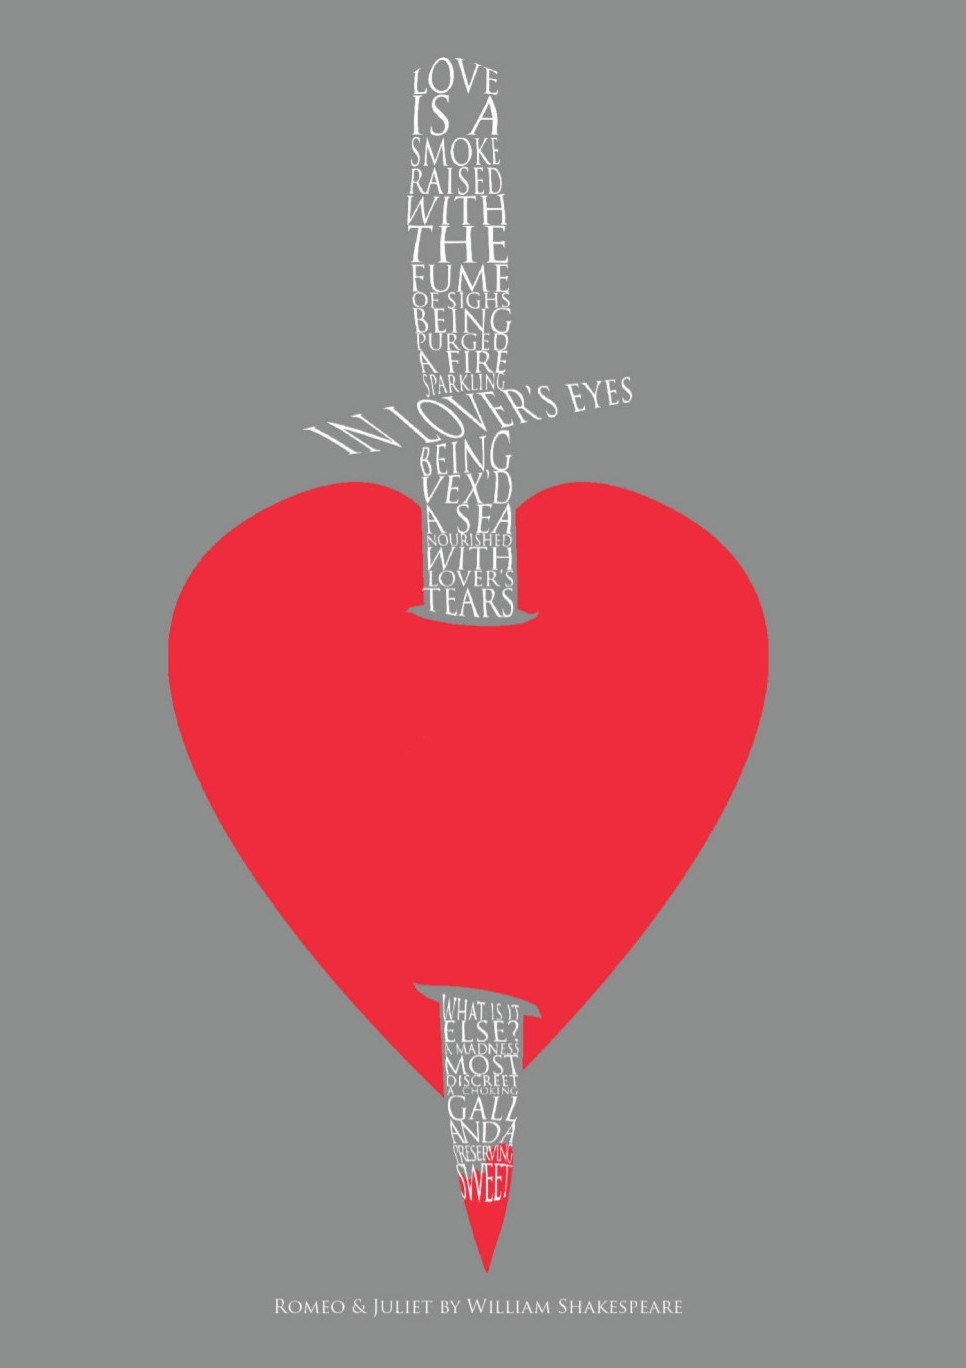 LOVE
IS A
SMOKE
RAISED
WITH
THE
FUME
OF SIGHS
BEING
PURGED
A FIRE
SPARKLING
IN LOVER'S EYES
BEING
VEX'D
A SEA
NOURISHED
WITH
LOVER'S
TEARS
WHAT IS IT
ELSE?
A MADNESS
MOST
DISCREET
A CHOKING
GALL
AND A
PRESERVING
SWEET
ROMEO & JULIET BY WILLIAM SHAKESPEARE